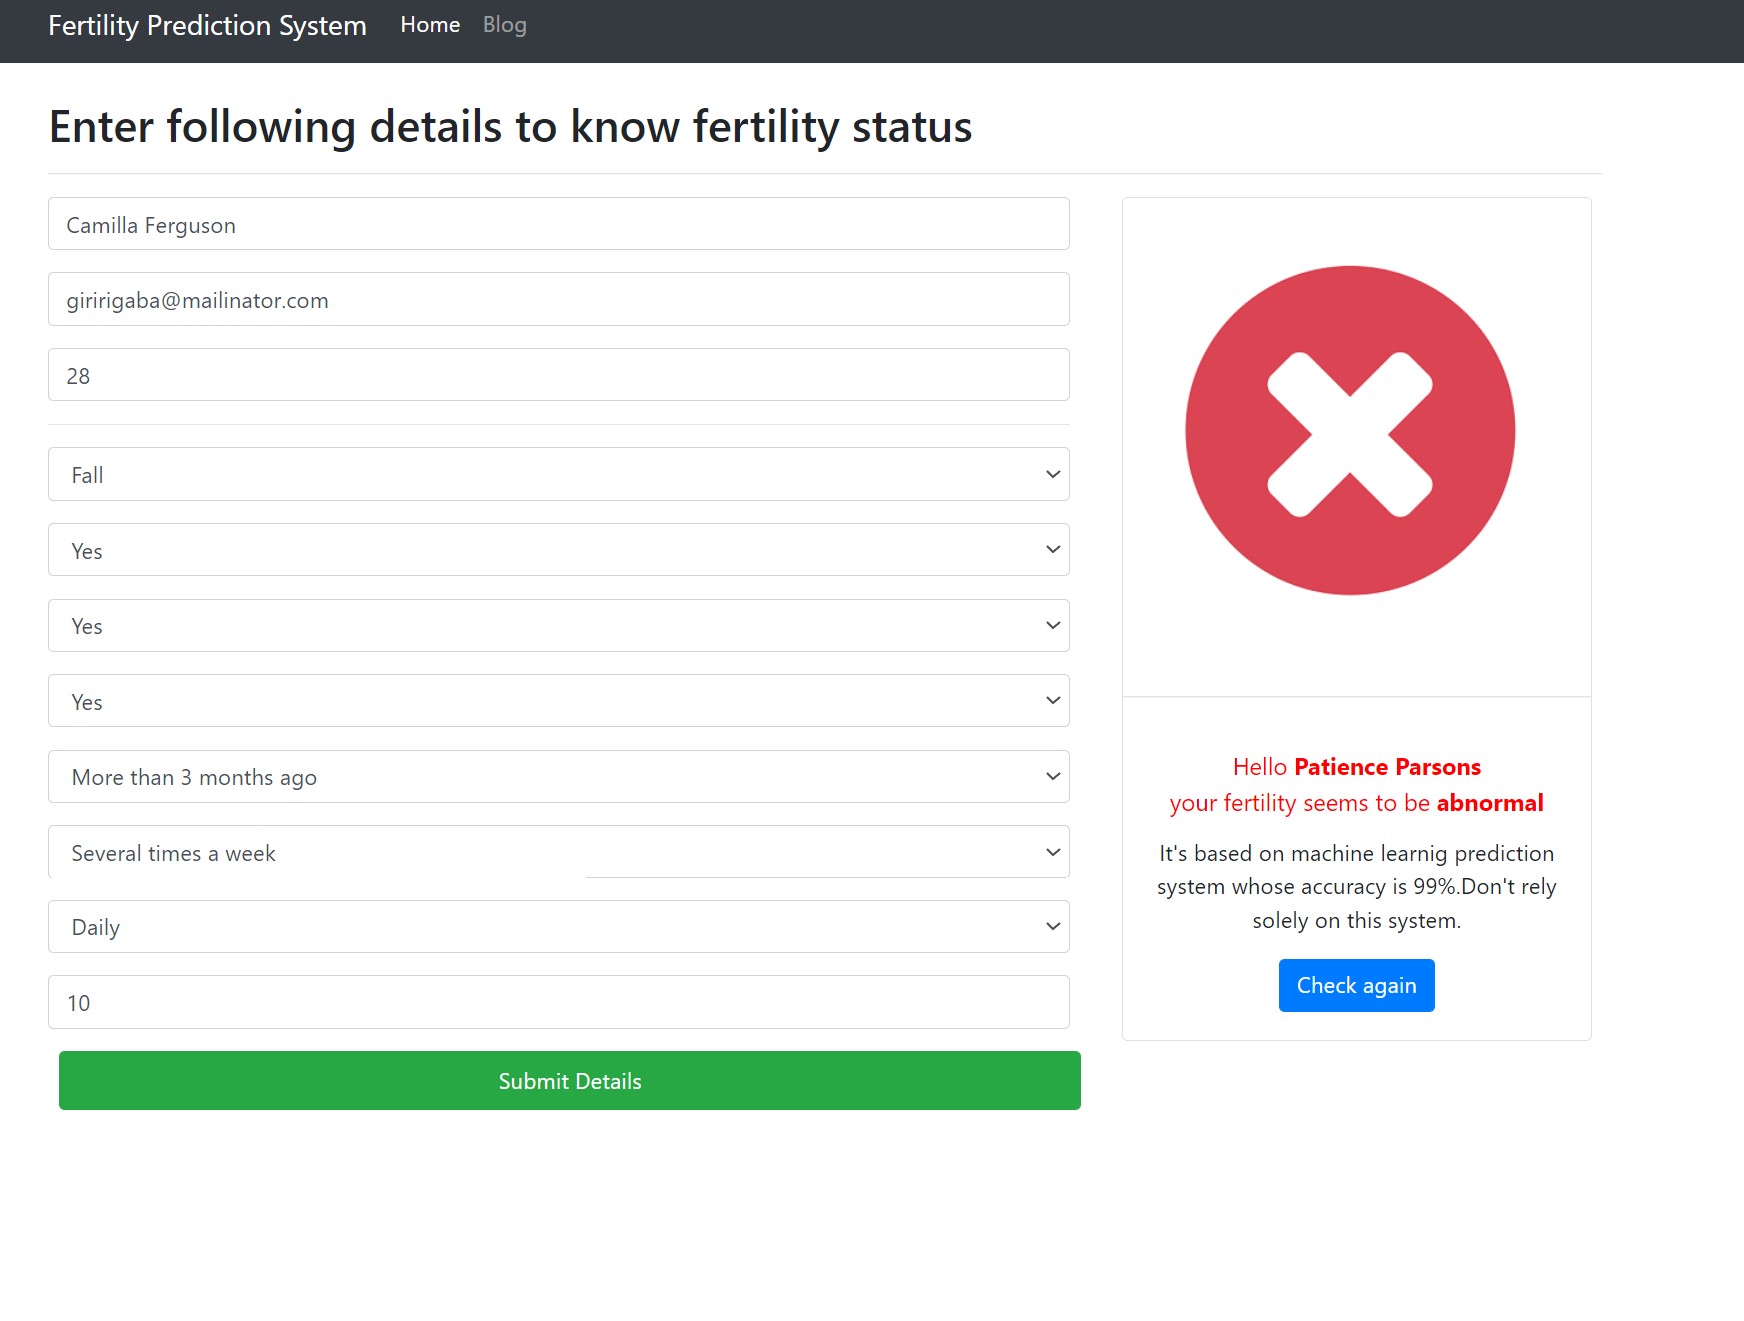 Fertility Prediction System Home Blog
Enter following details to know fertility status
Camilla Ferguson
giririgaba@mailinator.com
28
Fall
Yes
Yes
Yes
More than 3 months ago
Several times a week
Daily
10
Submit Details
Hello Patience Parsons
your fertility seems to be abnormal
It's based on machine learnig prediction
system whose accuracy is 99%.Don't rely
solely on this system.
Check again